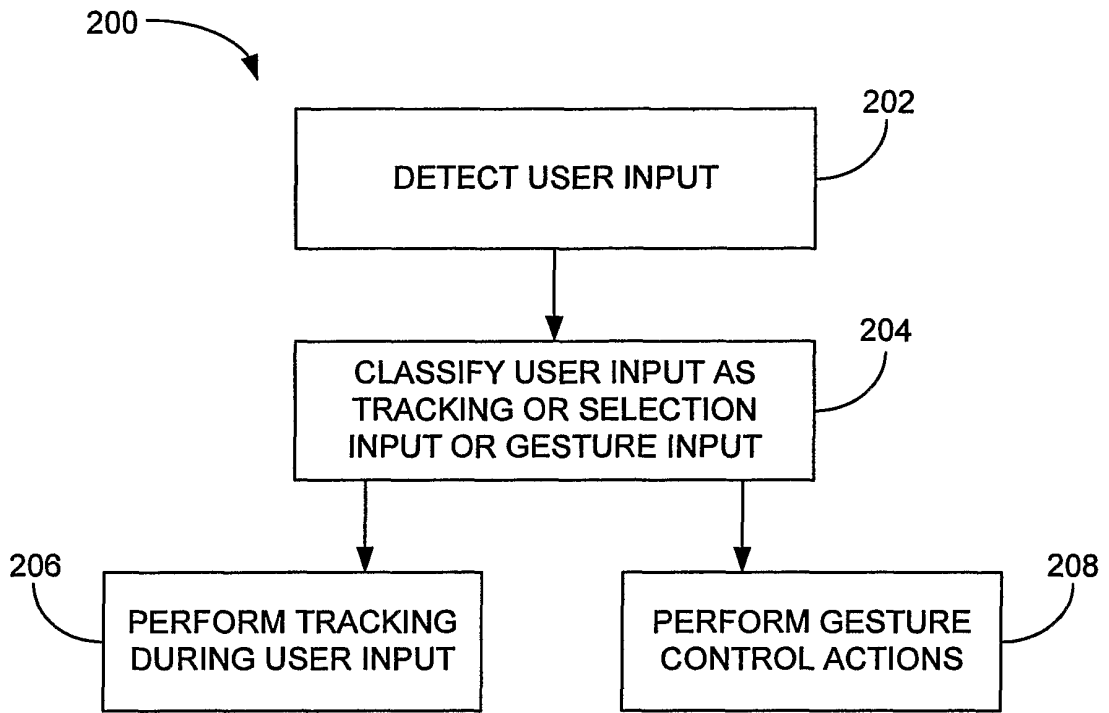 200
202
DETECT USER INPUT
204
CLASSIFY USER INPUT AS
TRACKING OR SELECTION
INPUT OR GESTURE INPUT
206
208
PERFORM TRACKING
DURING USER INPUT
PERFORM GESTURE
CONTROL ACTIONS